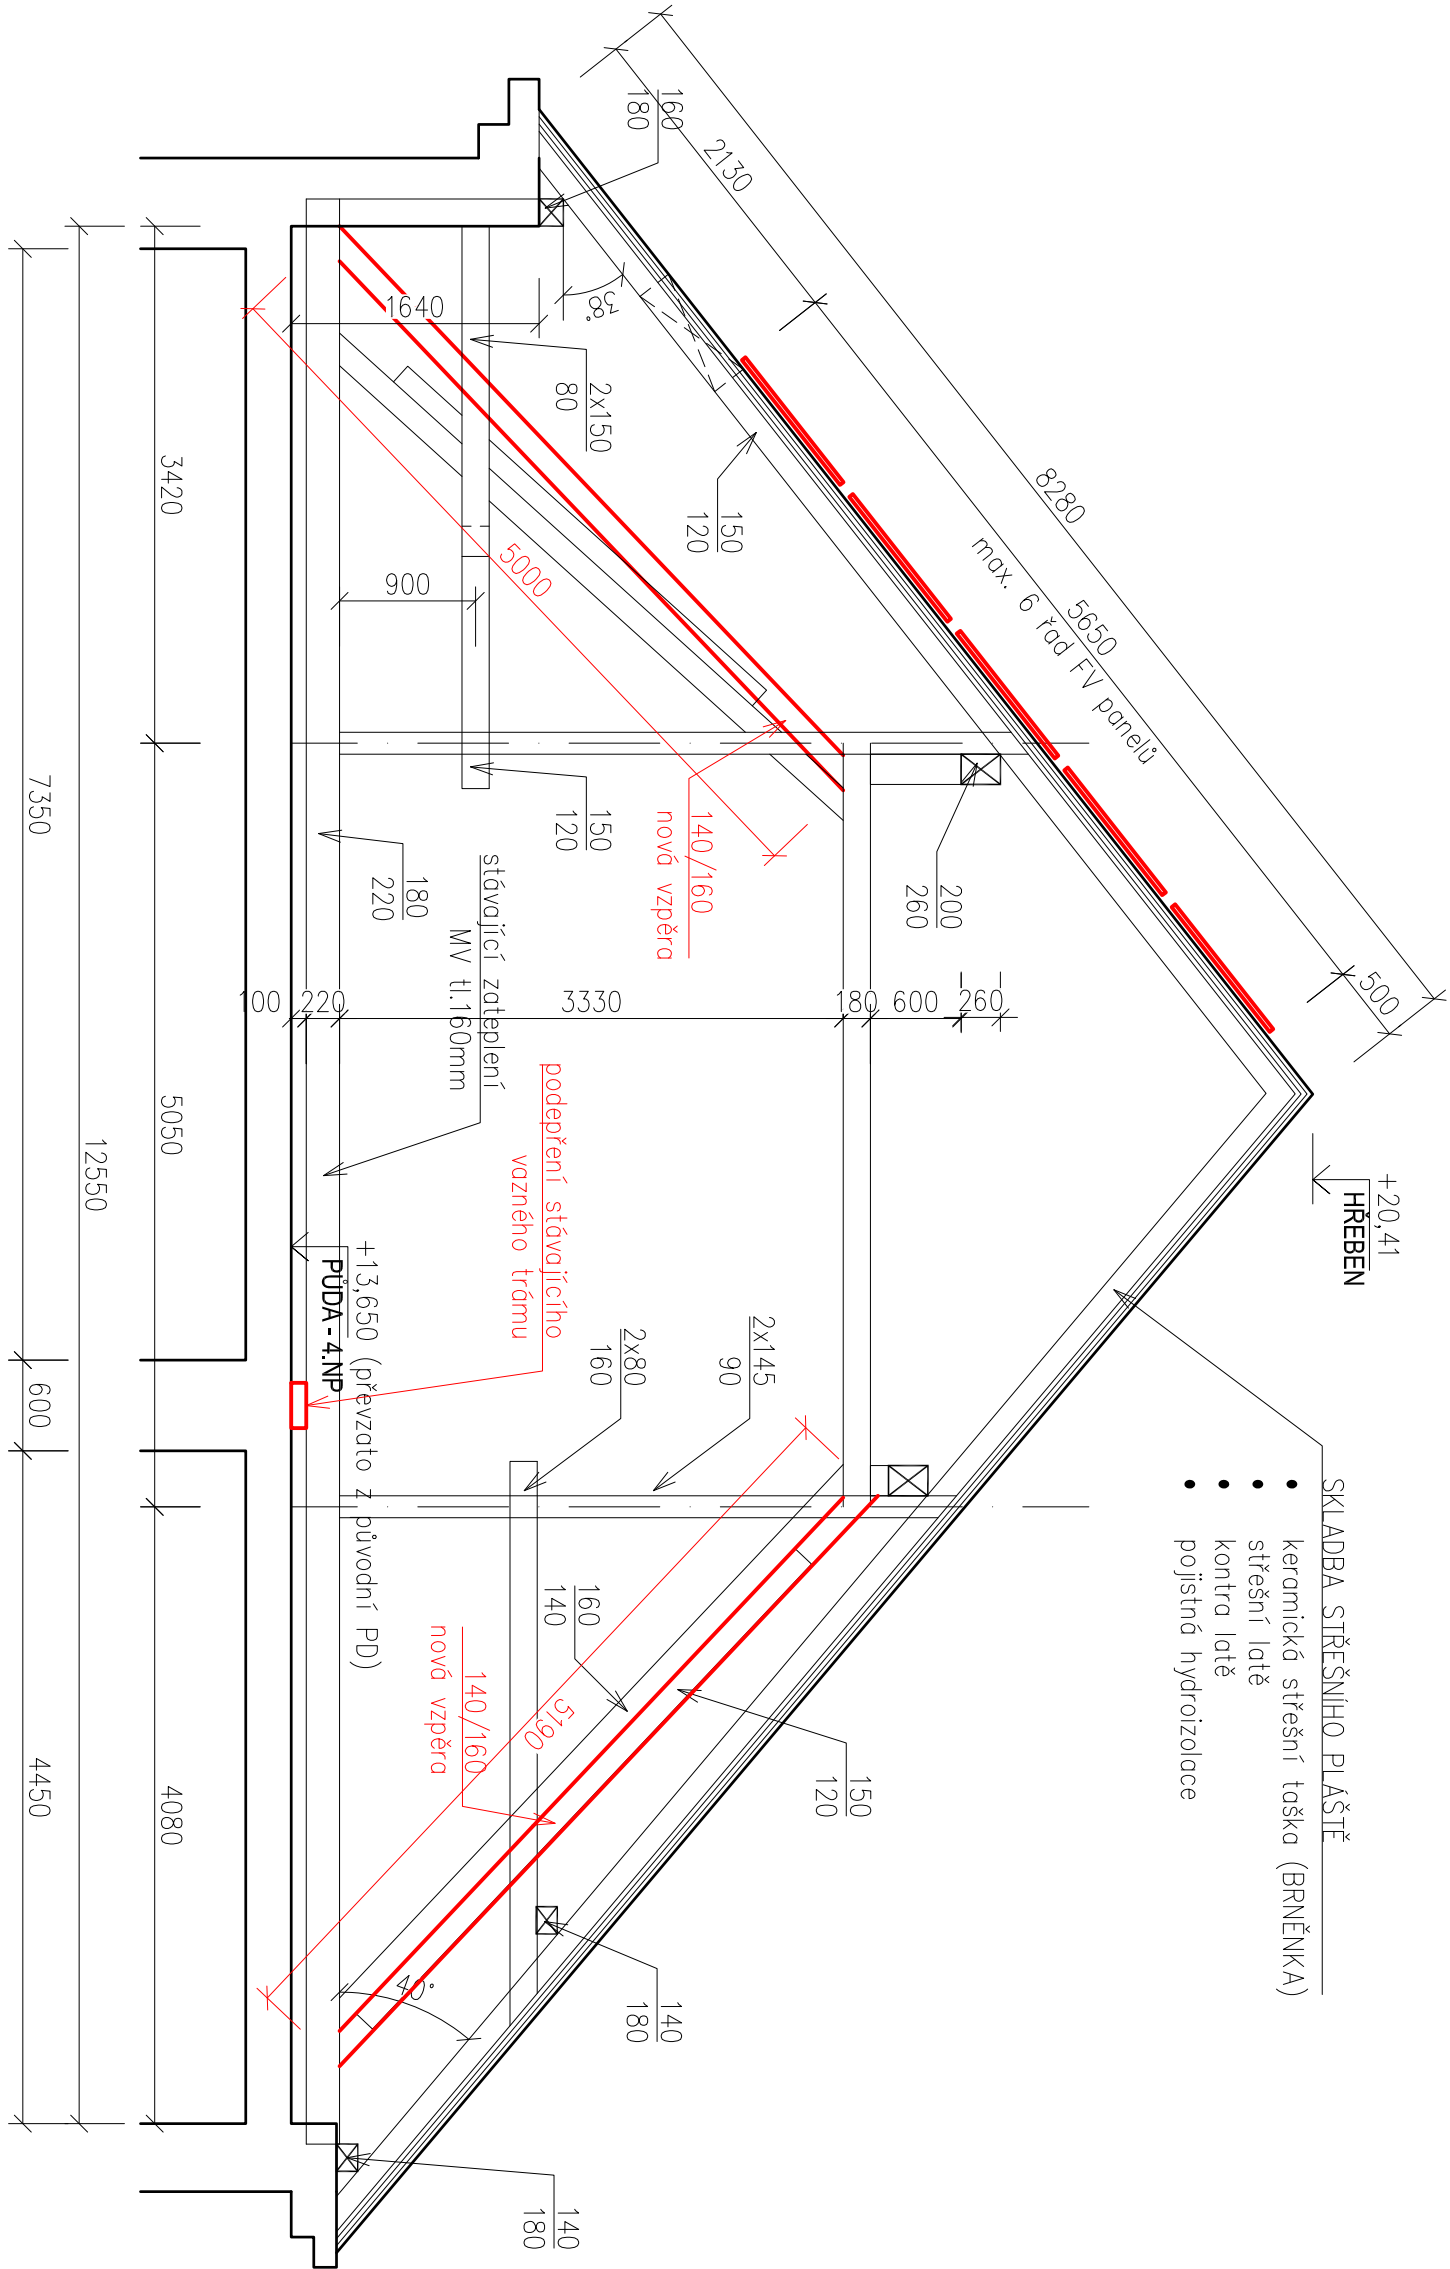 8280
2130
5650
500
max. 6 řad FV panelů
+20,41
HŘEBEN
SKLADBA STŘEŠNÍHO PLÁŠTĚ
• keramická střešní taška (BRNĚNKA)
• střešní latě
• kontra latě
• pojistná hydroizolace
160
180
38°
1640
2x150
80
150
120
900
5000
150
120
140/160
nová vzpěra
200
260
180
220
stávající zateplení
MV tl.160mm
100
220
3330
180
600
260
podepření stávajícího
vazného trámu
+13,650 (převzato z původní PD)
PŮDA - 4.NP
2x80
160
2x145
90
160
140
5190
140/160
nová vzpěra
150
120
40°
140
180
140
180
3420
5050
4080
12550
7350
600
4450